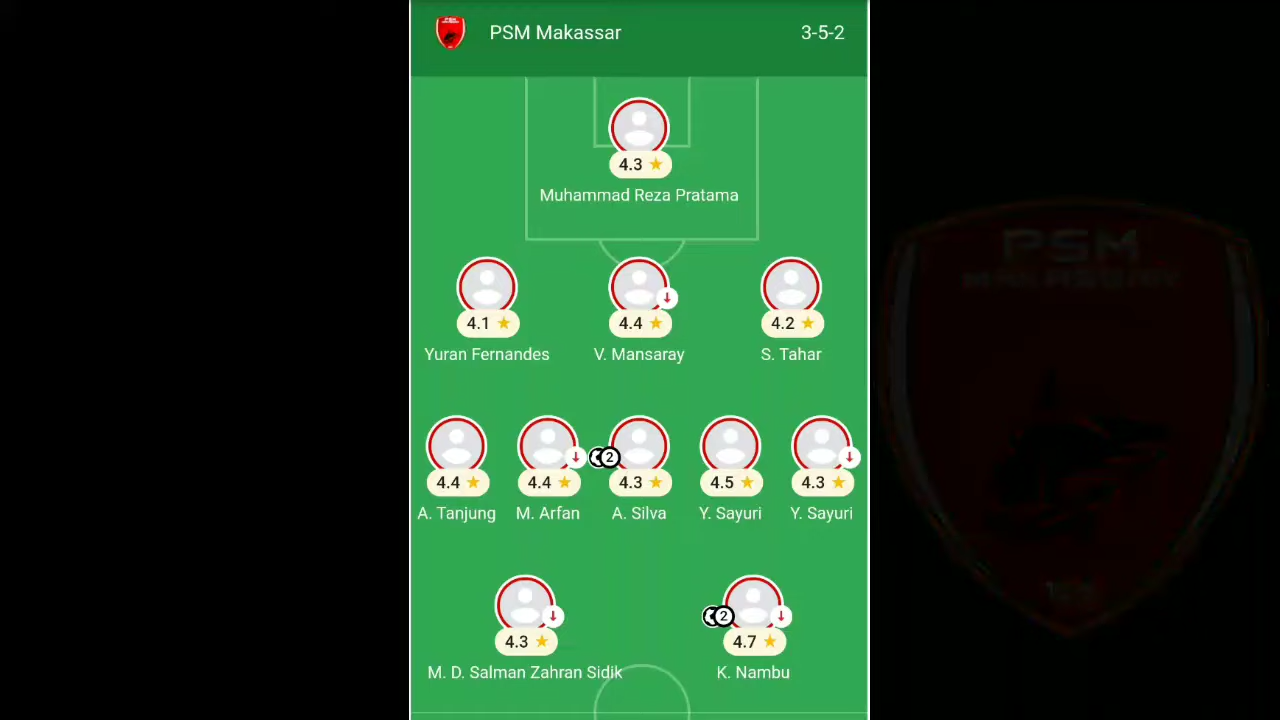 PSM Makassar 3-5-2
4.3
Muhammad Reza Pratama
4.1 4.4 4.2
Yuran Fernandes V. Mansaray S. Tahar
2
4.4 4.4 4.3 4.5 4.3
A. Tanjung M. Arfan A. Silva Y. Sayuri Y. Sayuri
2
4.3 4.7
M. D. Salman Zahran Sidik K. Nambu
PSM
MAKASSAR